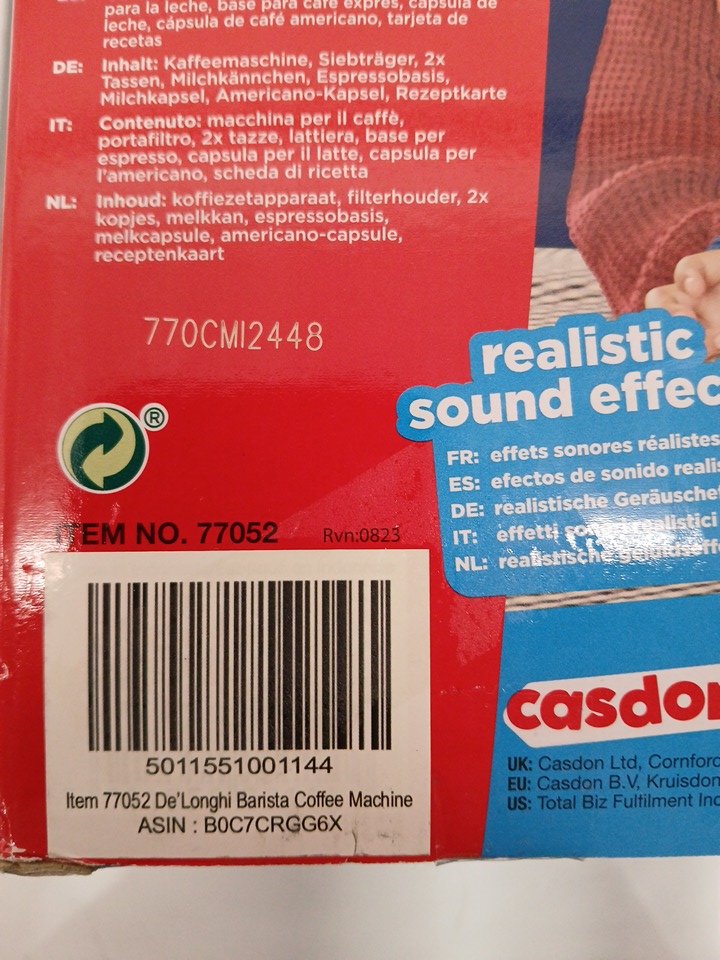 para la leche, base para café exprés, cápsula de
leche, cápsula de café americano, tarjeta de
recetas
DE: Inhalt: Kaffeemaschine, Siebträger, 2x
Tassen, Milchkännchen, Espressobasis,
Milchkapsel, Americano-Kapsel, Rezeptkarte
IT: Contenuto: macchina per il caffè,
portafiltro, 2x tazze, lattiera, base per
espresso, capsula per il latte, capsula per
l'americano, scheda di ricetta
NL: Inhoud: koffiezetapparaat, filterhouder, 2x
kopjes, melkkan, espressobasis,
melkcapsule, americano-capsule,
receptenkaart
770CMI2448
®
ITEM NO. 77052 Rvn:0823
5011551001144
Item 77052 De'Longhi Barista Coffee Machine
ASIN : B0C7CRGG6X
realistic
sound effec
FR: effets sonores réalistes
ES: efectos de sonido reali
DE: realistische Geräusche
IT: effetti sonori realistici
NL: realistische geluidseff
casdon
UK: Casdon Ltd, Cornford
EU: Casdon B.V, Kruisdon
US: Total Biz Fulfilment Inc